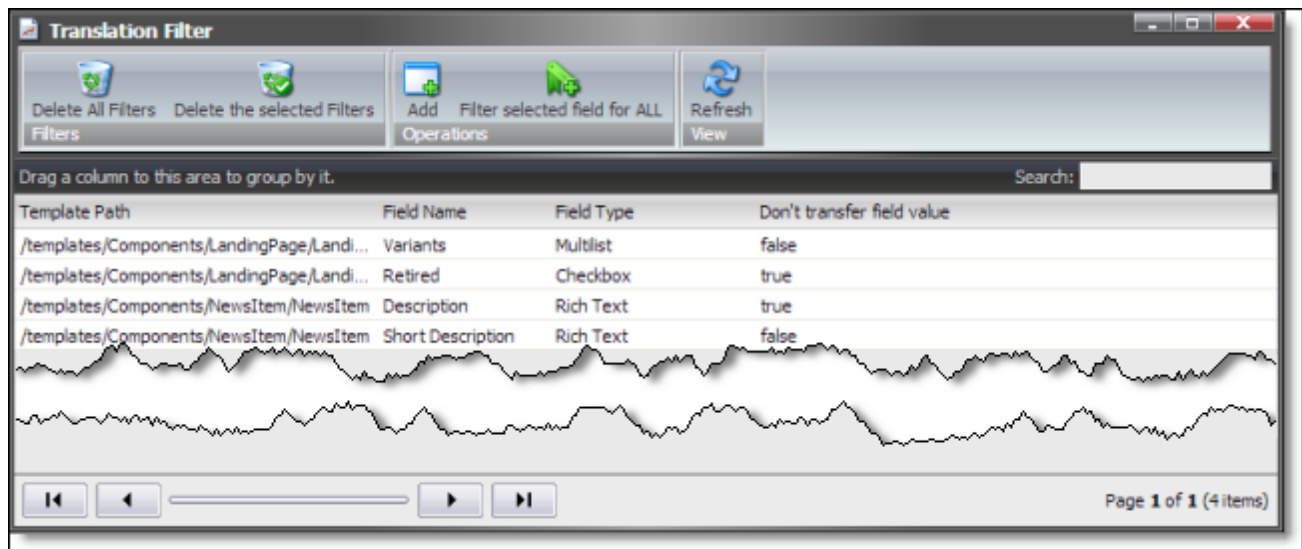 Translation Filter
Delete All Filters Delete the selected Filters Add Filter selected field for ALL Refresh
Filters Operations View
Drag a column to this area to group by it. Search:
Template Path Field Name Field Type Don't transfer field value
/templates/Components/LandingPage/Landi... Variants Multilist false
/templates/Components/LandingPage/Landi... Retired Checkbox true
/templates/Components/NewsItem/NewsItem Description Rich Text true
/templates/Components/NewsItem/NewsItem Short Description Rich Text false
Page 1 of 1 (4 items)